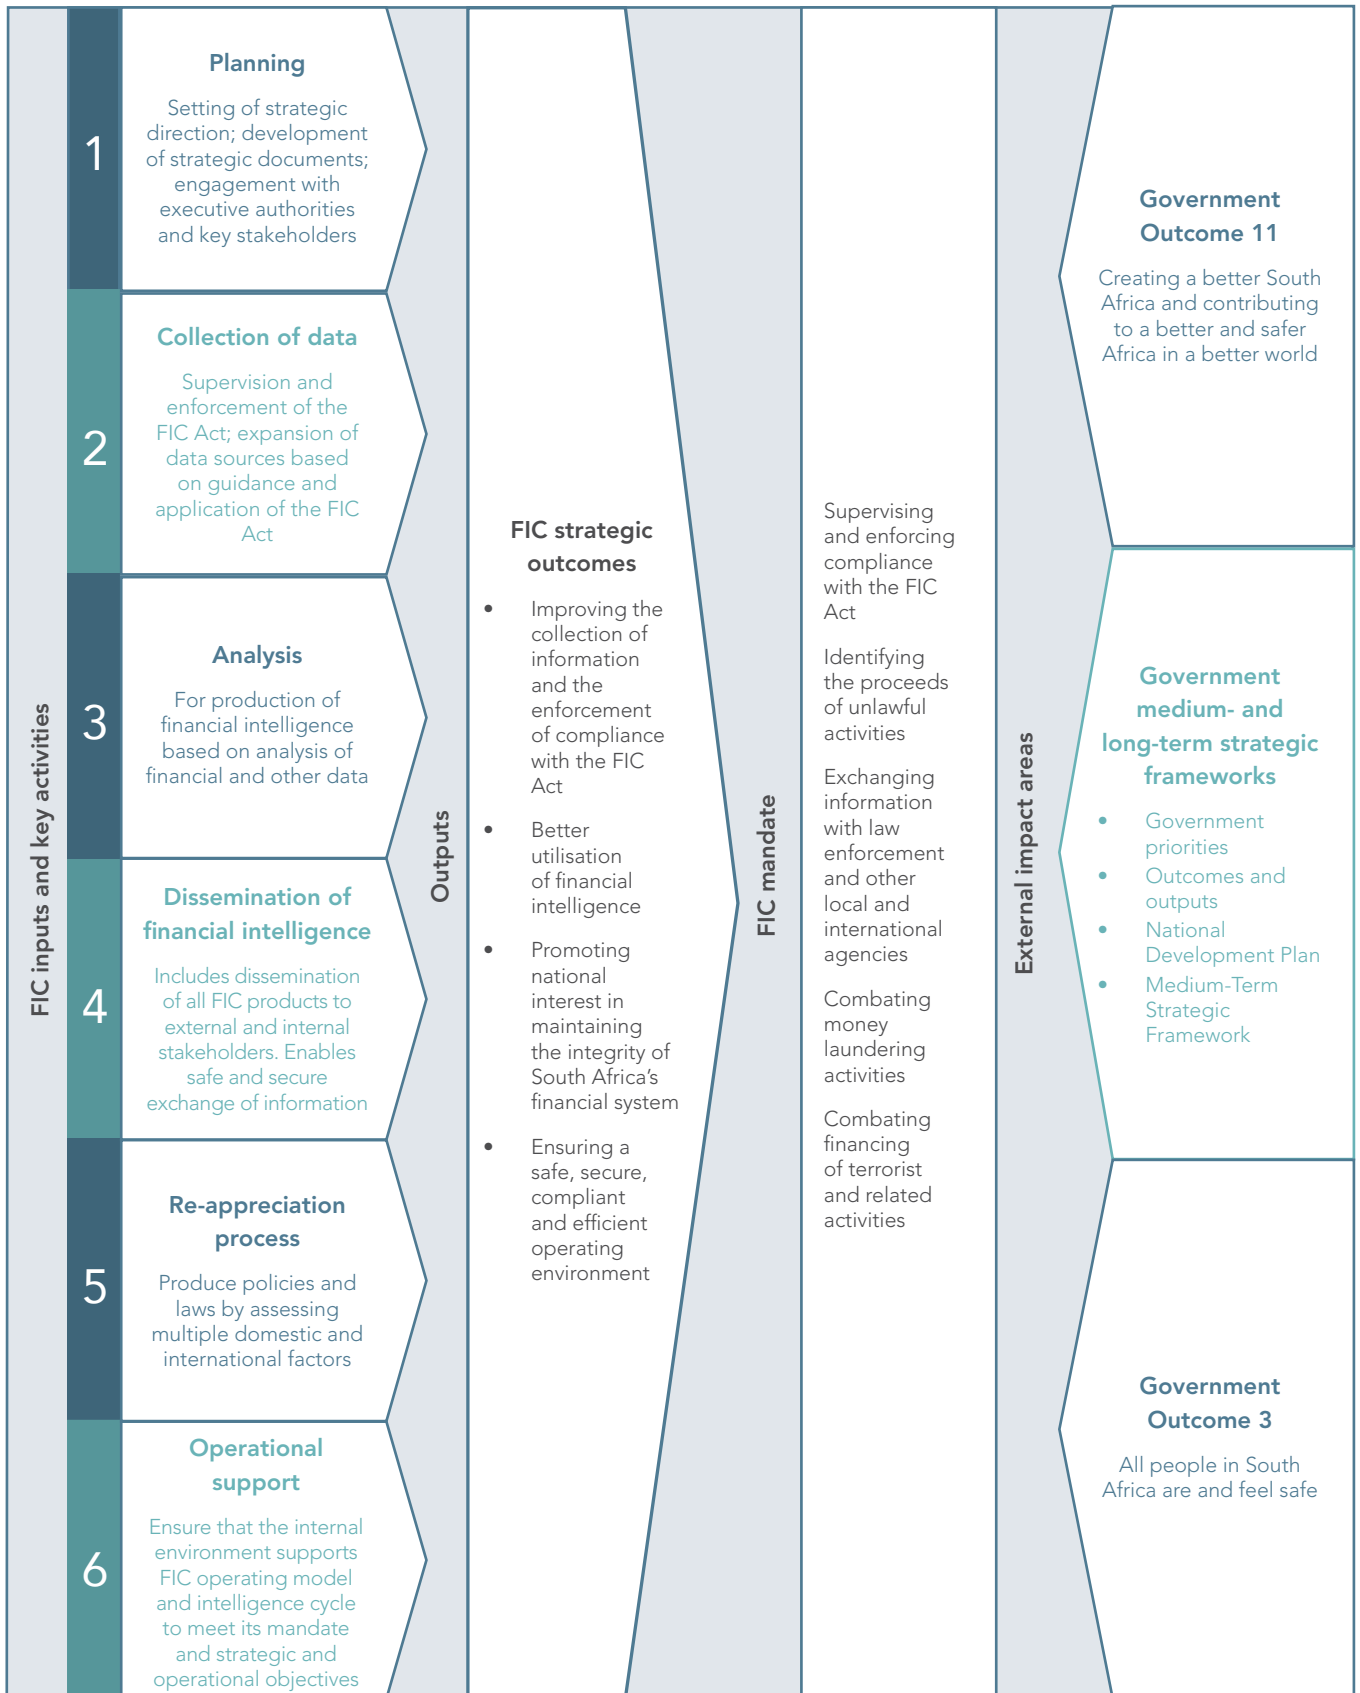 FIC inputs and key activities
1
Planning
Setting of strategic
direction; development
of strategic documents;
engagement with
executive authorities
and key stakeholders
2
Collection of data
Supervision and
enforcement of the
FIC Act; expansion of
data sources based
on guidance and
application of the FIC
Act
3
Analysis
For production of
financial intelligence
based on analysis of
financial and other data
4
Dissemination of
financial intelligence
Includes dissemination
of all FIC products to
external and internal
stakeholders. Enables
safe and secure
exchange of information
5
Re-appreciation
process
Produce policies and
laws by assessing
multiple domestic and
international factors
6
Operational
support
Ensure that the internal
environment supports
FIC operating model
and intelligence cycle
to meet its mandate
and strategic and
operational objectives
Outputs
FIC strategic
outcomes
• Improving the
collection of
information
and the
enforcement
of compliance
with the FIC
Act
• Better
utilisation
of financial
intelligence
• Promoting
national
interest in
maintaining
the integrity of
South Africa's
financial system
• Ensuring a
safe, secure,
compliant
and efficient
operating
environment
FIC mandate
Supervising
and enforcing
compliance
with the FIC
Act
Identifying
the proceeds
of unlawful
activities
Exchanging
information
with law
enforcement
and other
local and
international
agencies
Combating
money
laundering
activities
Combating
financing
of terrorist
and related
activities
External impact areas
Government
Outcome 11
Creating a better South
Africa and contributing
to a better and safer
Africa in a better world
Government
medium- and
long-term strategic
frameworks
• Government
priorities
• Outcomes and
outputs
• National
Development Plan
• Medium-Term
Strategic
Framework
Government
Outcome 3
All people in South
Africa are and feel safe